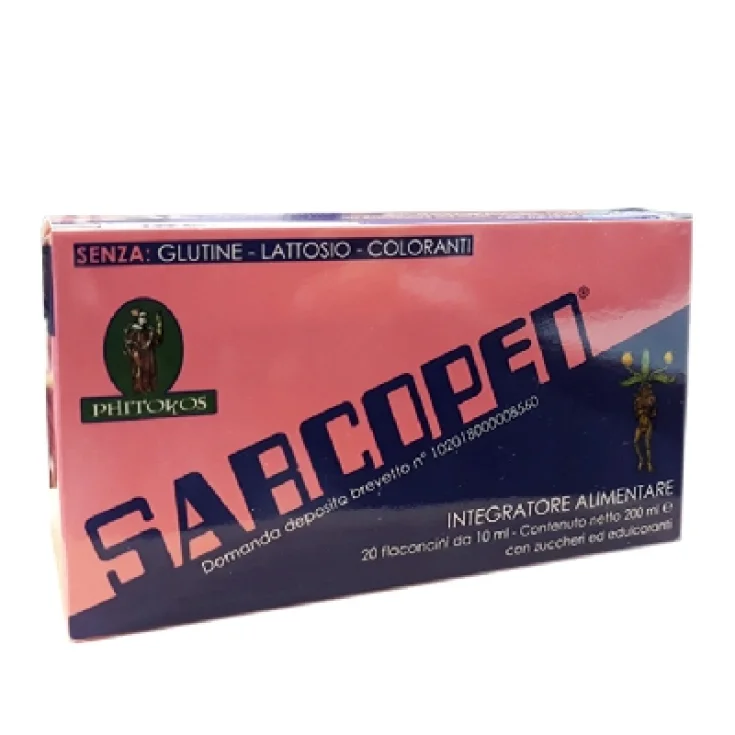 SENZA: GLUTINE - LATTOSIO - COLORANTI
PHITOKOS
SARCOPEN®
Domanda deposito brevetto n° 102018000008560
INTEGRATORE ALIMENTARE
20 flaconcini da 10 ml - Contenuto netto 200 ml ℮
con zuccheri ed edulcoranti